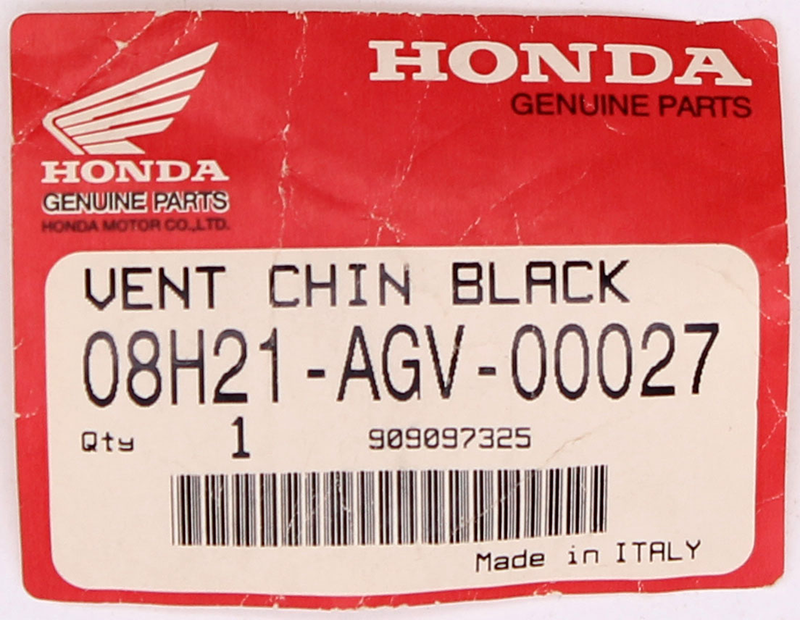 HONDA
GENUINE PARTS
HONDA
GENUINE PARTS
HONDA MOTOR CO.,LTD.
VENT CHIN BLACK
08H21-AGV-00027
Qty 1 909097325
Made in ITALY